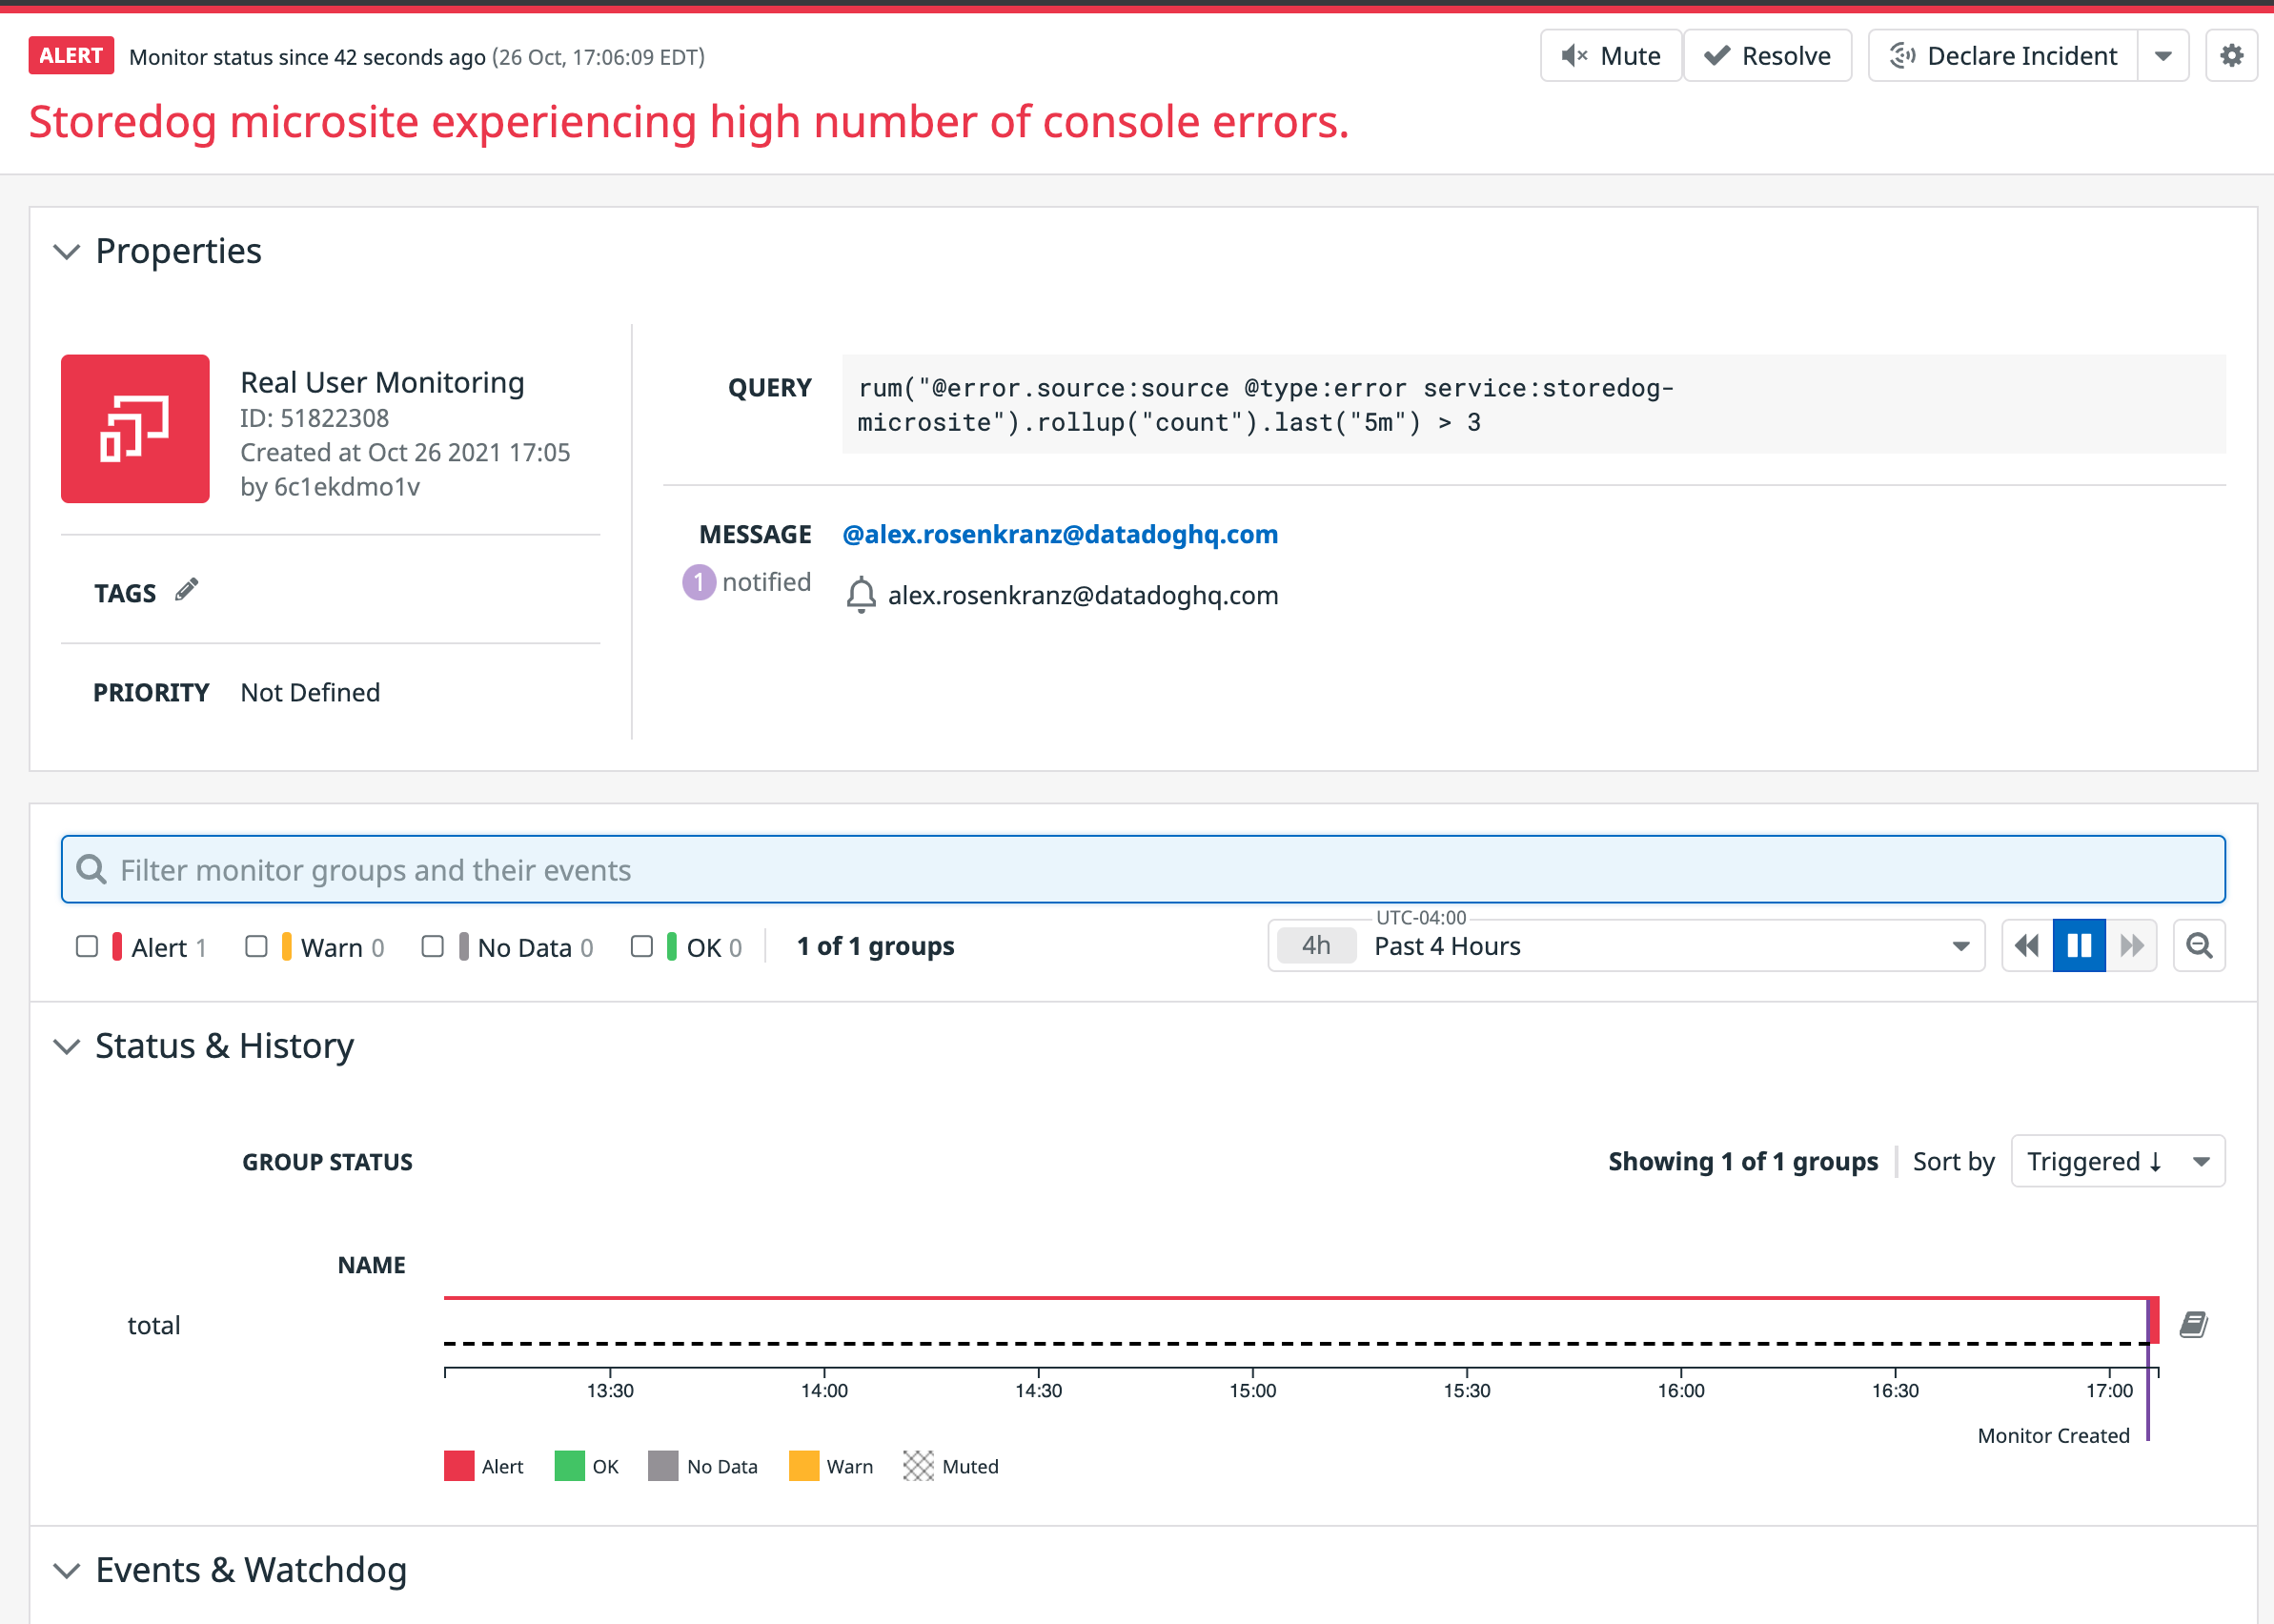 ALERT Monitor status since 42 seconds ago (26 Oct, 17:06:09 EDT)
Mute Resolve Declare Incident
Storedog microsite experiencing high number of console errors.
Properties
Real User Monitoring
ID: 51822308
Created at Oct 26 2021 17:05
by 6c1ekdmo1v
TAGS
PRIORITY Not Defined
QUERY rum("@error.source:source @type:error service:storedog-
microsite").rollup("count").last("5m") > 3
MESSAGE @alex.rosenkranz@datadoghq.com
1 notified alex.rosenkranz@datadoghq.com
Filter monitor groups and their events
Alert 1 Warn 0 No Data 0 OK 0 1 of 1 groups
UTC-04:00
4h Past 4 Hours
Status & History
GROUP STATUS Showing 1 of 1 groups Sort by Triggered ↓
NAME
total
13:30 14:00 14:30 15:00 15:30 16:00 16:30 17:00
Monitor Created
Alert OK No Data Warn Muted
Events & Watchdog